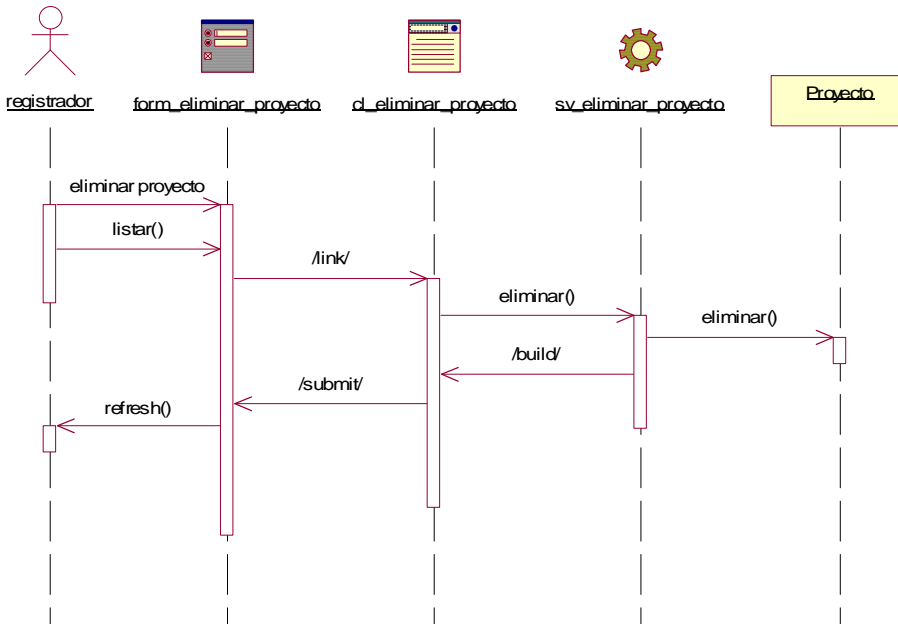 registrador
form_eliminar_proyecto
cl_eliminar_proyecto
sv_eliminar_proyecto
Proyecto
eliminar proyecto
listar()
/link/
eliminar()
eliminar()
/build/
/submit/
refresh()